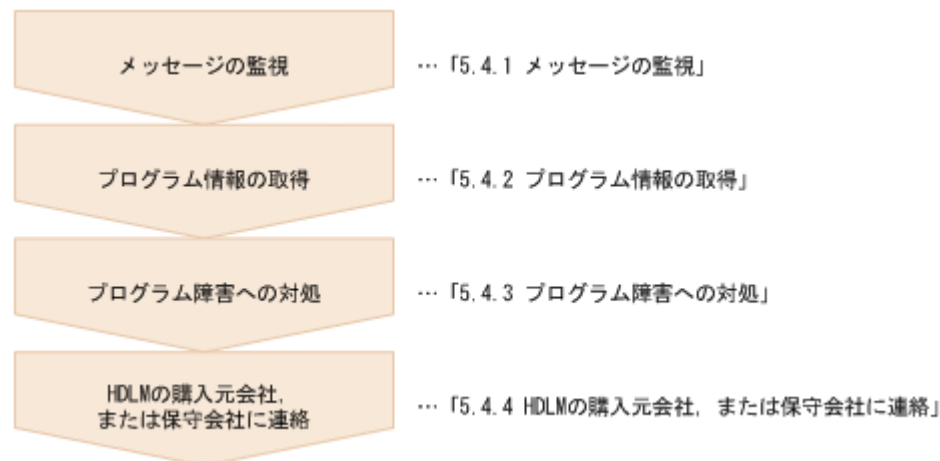 メッセージの監視 …「5.4.1 メッセージの監視」
プログラム情報の取得 …「5.4.2 プログラム情報の取得」
プログラム障害への対処 …「5.4.3 プログラム障害への対処」
HDLMの購入元会社,
または保守会社に連絡 …「5.4.4 HDLMの購入元会社, または保守会社に連絡」